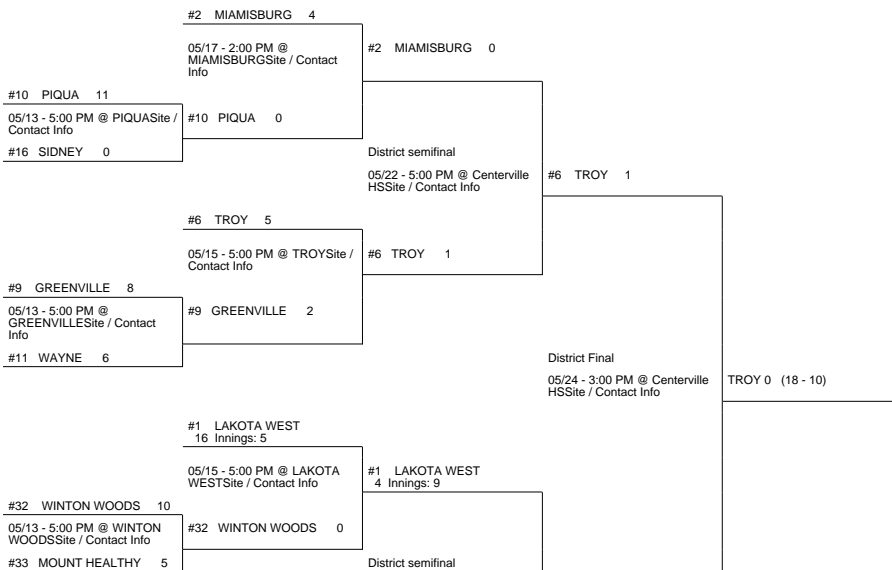 #2 MIAMISBURG 4
05/17 - 2:00 PM @
MIAMISBURGSite / Contact
Info
#2 MIAMISBURG 0
#10 PIQUA 11
05/13 - 5:00 PM @ PIQUASite /
Contact Info
#10 PIQUA 0
#16 SIDNEY 0
District semifinal
05/22 - 5:00 PM @ Centerville
HSSite / Contact Info
#6 TROY 1
#6 TROY 5
05/15 - 5:00 PM @ TROYSite /
Contact Info
#6 TROY 1
#9 GREENVILLE 8
05/13 - 5:00 PM @
GREENVILLESite / Contact
Info
#9 GREENVILLE 2
#11 WAYNE 6
District Final
05/24 - 3:00 PM @ Centerville
HSSite / Contact Info
TROY 0 (18 - 10)
#1 LAKOTA WEST
16 Innings: 5
05/15 - 5:00 PM @ LAKOTA
WESTSite / Contact Info
#1 LAKOTA WEST
4 Innings: 9
#32 WINTON WOODS 10
05/13 - 5:00 PM @ WINTON
WOODSSite / Contact Info
#32 WINTON WOODS 0
#33 MOUNT HEALTHY 5
District semifinal